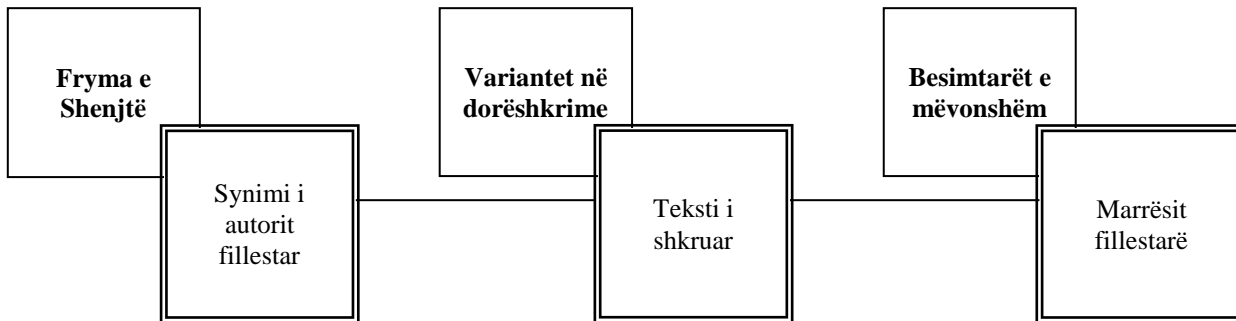 Fryma e
Shenjtë
Variantet në
dorëshkrime
Besimtarët e
mëvonshëm
Synimi i
autorit
fillestar
Teksti i
shkruar
Marrësit
fillestarë